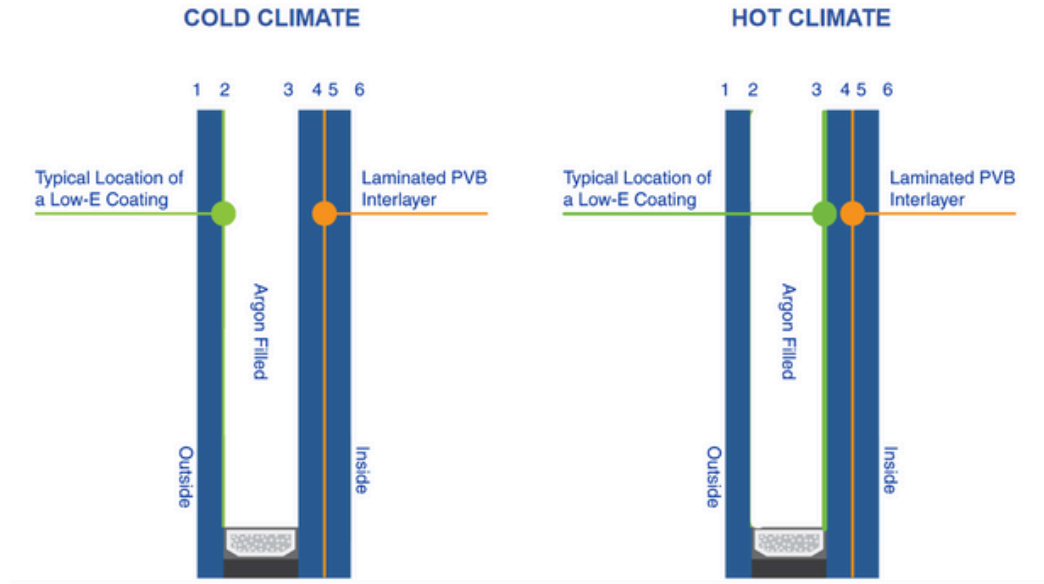 COLD CLIMATE
1 2 3 4 5 6
Typical Location of
a Low-E Coating
Laminated PVB
Interlayer
Argon Filled
Outside
Inside
HOT CLIMATE
1 2 3 4 5 6
Typical Location of
a Low-E Coating
Laminated PVB
Interlayer
Argon Filled
Outside
Inside